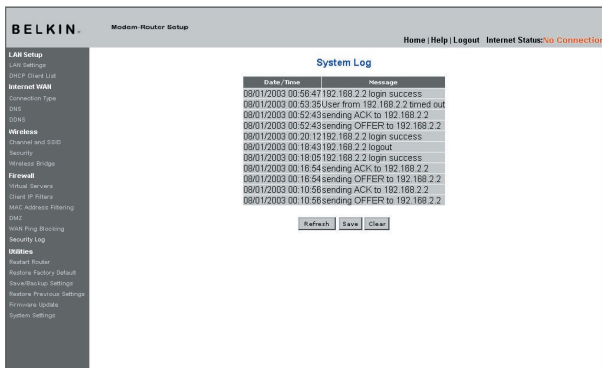 BELKIN
Modem-Router Setup
Home | Help | Logout Internet Status:No Connection
LAN Setup
LAN Settings
DHCP Client List
Internet WAN
Connection Type
DNS
DDNS
Wireless
Channel and SSID
Security
Wireless Bridge
Firewall
Virtual Servers
Client IP Filters
MAC Address Filtering
DMZ
WAN Ping Blocking
Security Log
Utilities
Restart Router
Restore Factory Default
Save/Backup Settings
Restore Previous Settings
Firmware Update
System Settings
System Log
Date/Time Message
08/01/2003 00:56:47 192.168.2.2 login success
08/01/2003 00:53:35 User from 192.168.2.2 timed out
08/01/2003 00:52:43 sending ACK to 192.168.2.2
08/01/2003 00:52:43 sending OFFER to 192.168.2.2
08/01/2003 00:20:12 192.168.2.2 login success
08/01/2003 00:18:43 192.168.2.2 logout
08/01/2003 00:18:05 192.168.2.2 login success
08/01/2003 00:16:54 sending ACK to 192.168.2.2
08/01/2003 00:16:54 sending OFFER to 192.168.2.2
08/01/2003 00:10:56 sending ACK to 192.168.2.2
08/01/2003 00:10:56 sending OFFER to 192.168.2.2
Refresh Save Clear